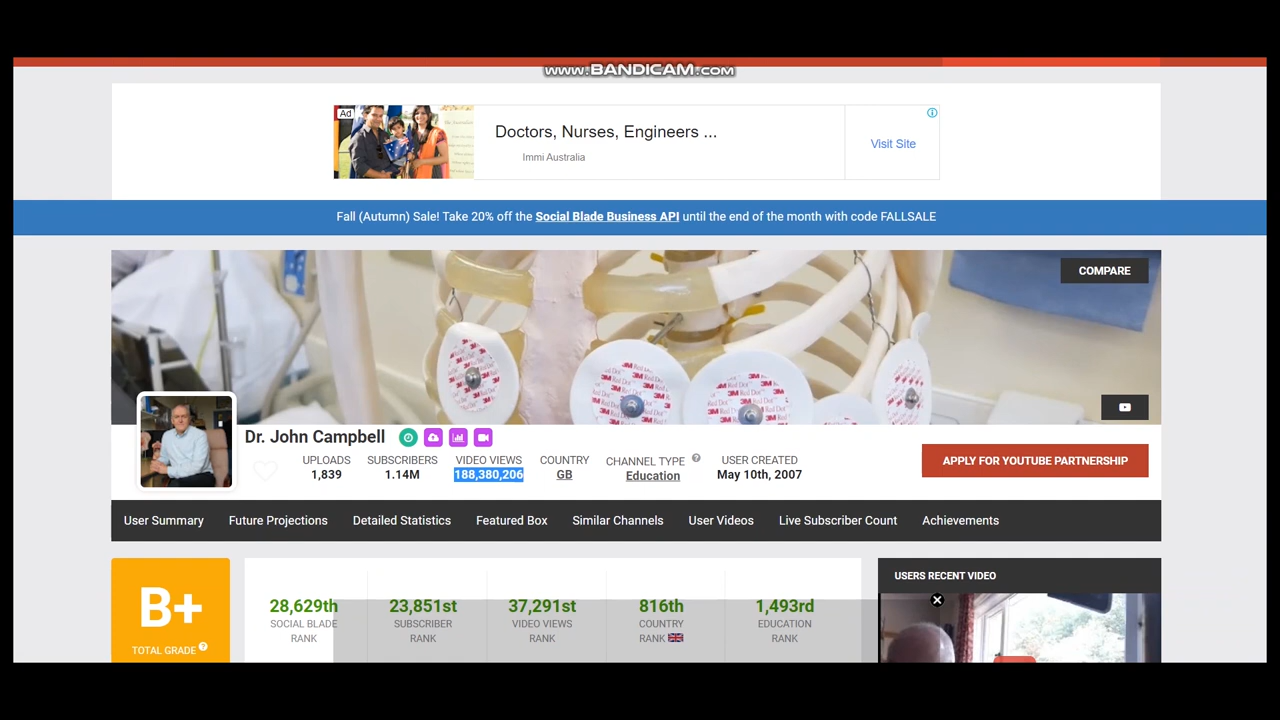 www.BANDICAM.com
Ad
Doctors, Nurses, Engineers ...
Immi Australia
Visit Site
Fall (Autumn) Sale! Take 20% off the Social Blade Business API until the end of the month with code FALLSALE
COMPARE
Dr. John Campbell
UPLOADS
1,839
SUBSCRIBERS
1.14M
VIDEO VIEWS
188,380,206
COUNTRY
GB
CHANNEL TYPE ?
Education
USER CREATED
May 10th, 2007
APPLY FOR YOUTUBE PARTNERSHIP
User Summary Future Projections Detailed Statistics Featured Box Similar Channels User Videos Live Subscriber Count Achievements
B+
TOTAL GRADE ?
28,629th
SOCIAL BLADE
RANK
23,851st
SUBSCRIBER
RANK
37,291st
VIDEO VIEWS
RANK
816th
COUNTRY
RANK
1,493rd
EDUCATION
RANK
USERS RECENT VIDEO